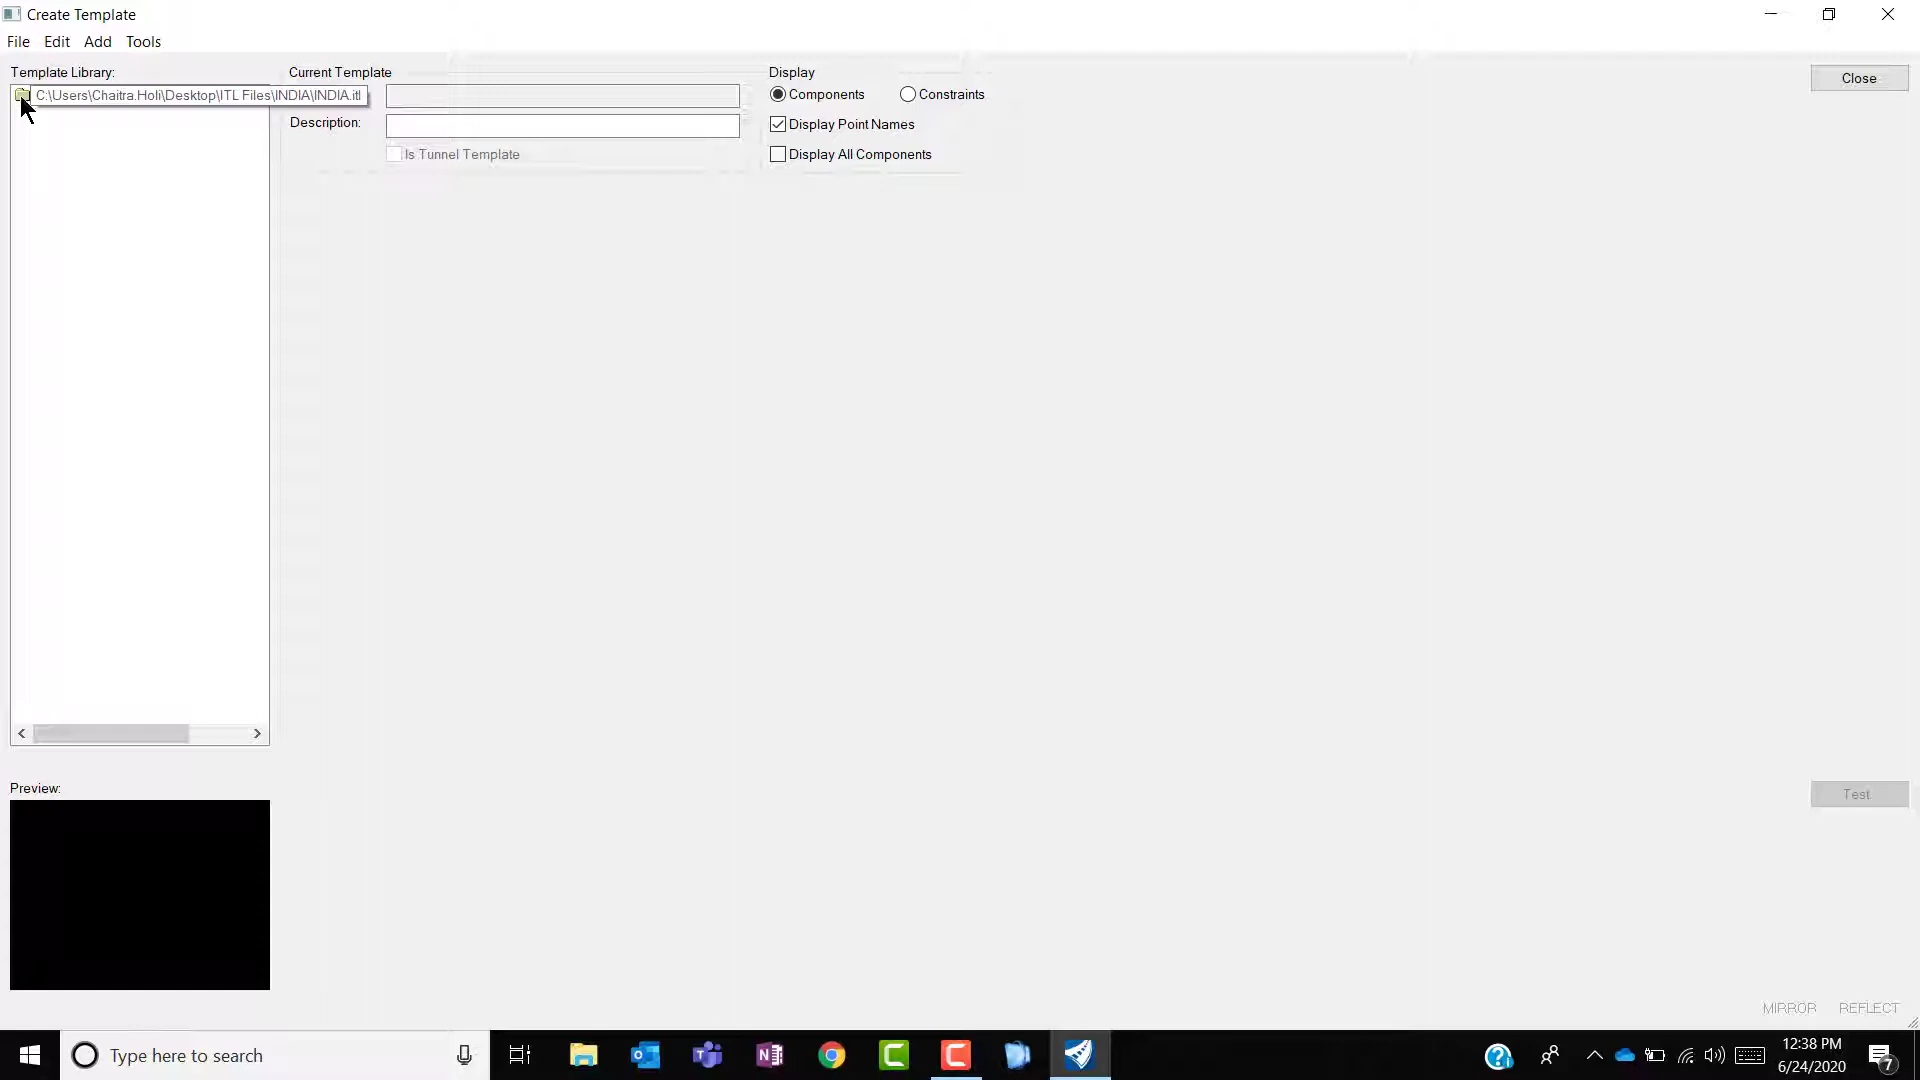 Create Template
File Edit Add Tools
Template Library:
C:\Users\Chaitra.Holi\Desktop\ITL Files\INDIA\INDIA.itl
Current Template
Description:
Is Tunnel Template
Display
Components Constraints
Display Point Names
Display All Components
Close
Preview:
Test
MIRROR REFLECT
Type here to search
12:38 PM
6/24/2020
7